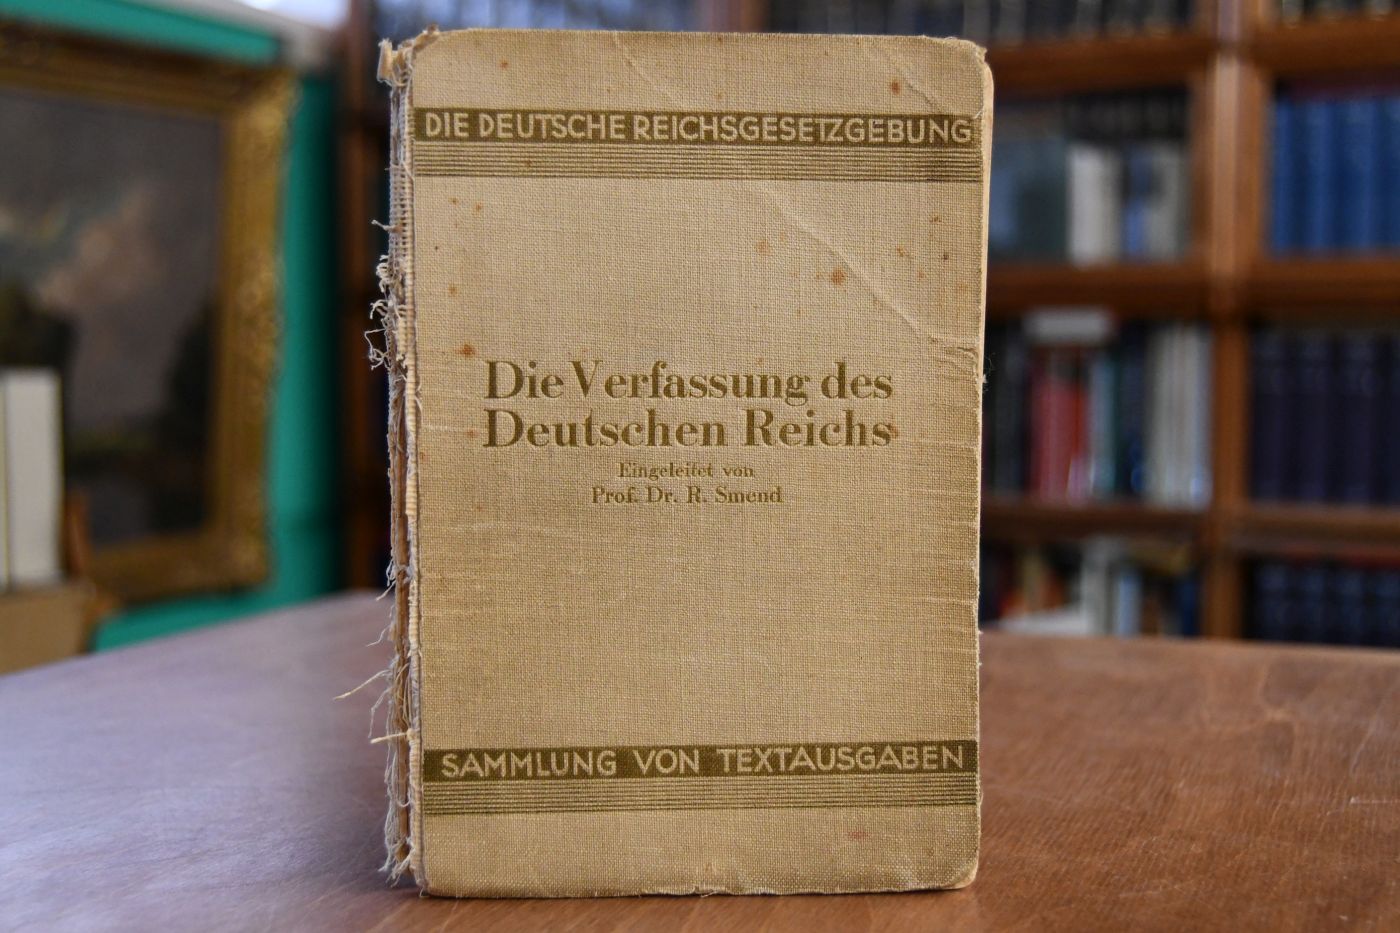 DIE DEUTSCHE REICHSGESETZGEBUNG
Die Verfassung des
Deutschen Reichs
Eingeleitet von
Prof. Dr. R. Smend
SAMMLUNG VON TEXTAUSGABEN